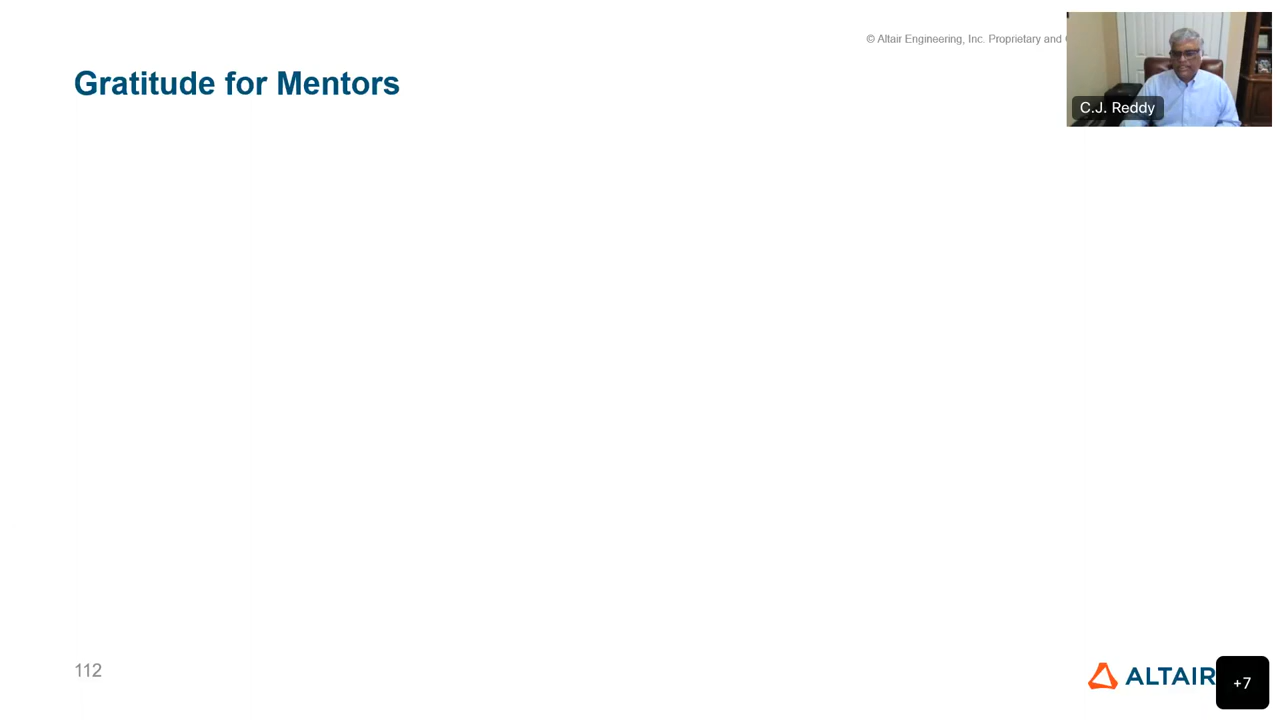 © Altair Engineering, Inc. Proprietary and
Gratitude for Mentors
C.J. Reddy
112
ALTAIR
+7